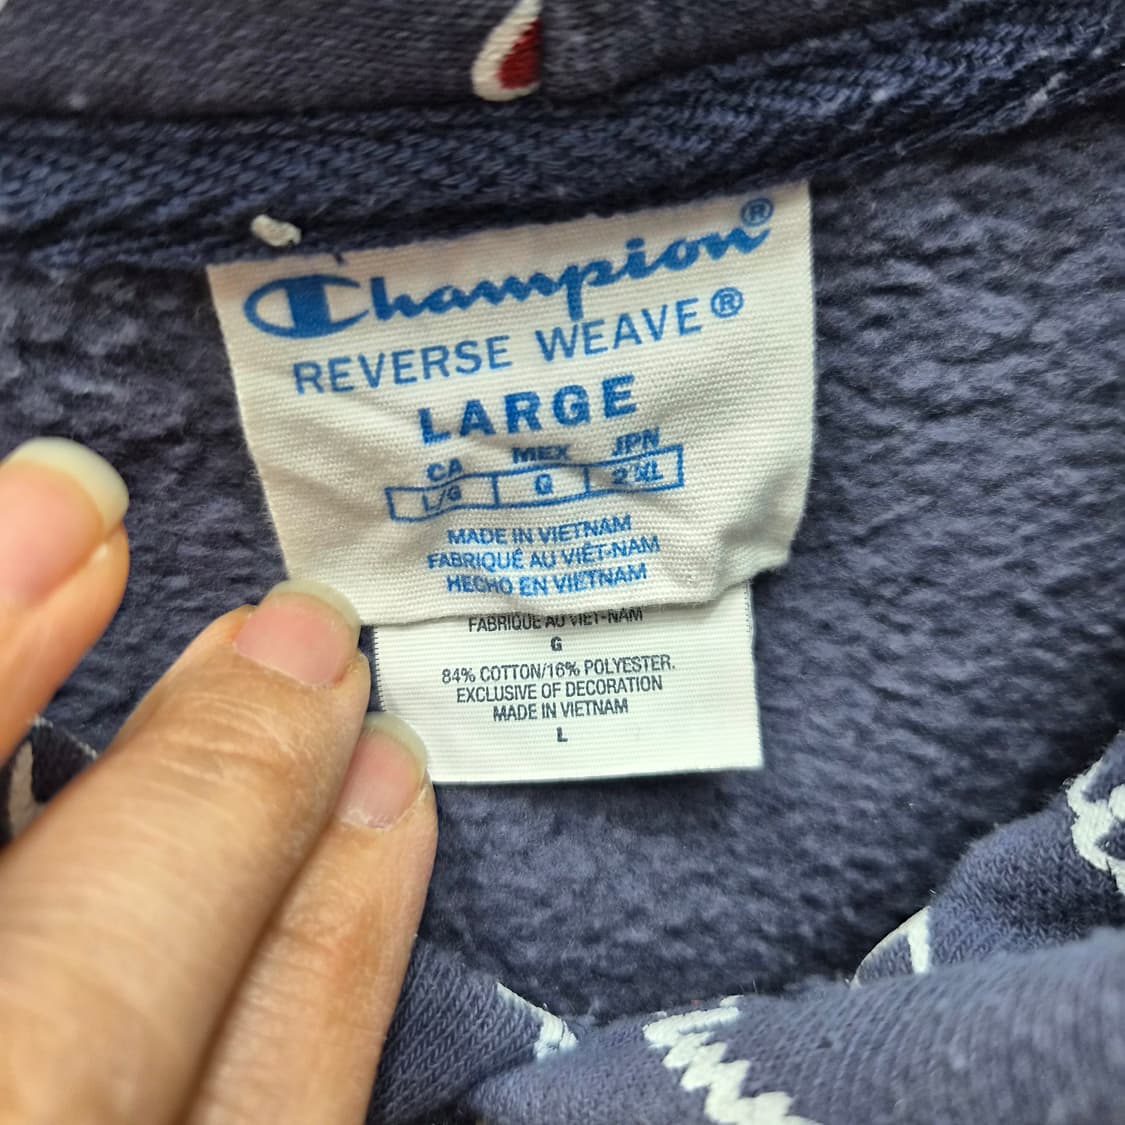 Champion®
REVERSE WEAVE®
LARGE
CA MEX JPN
L/G G 2XL
MADE IN VIETNAM
FABRIQUÉ AU VIÊT-NAM
HECHO EN VIETNAM
FABRIQUE AU VIET-NAM
G
84% COTTON/16% POLYESTER.
EXCLUSIVE OF DECORATION
MADE IN VIETNAM
L